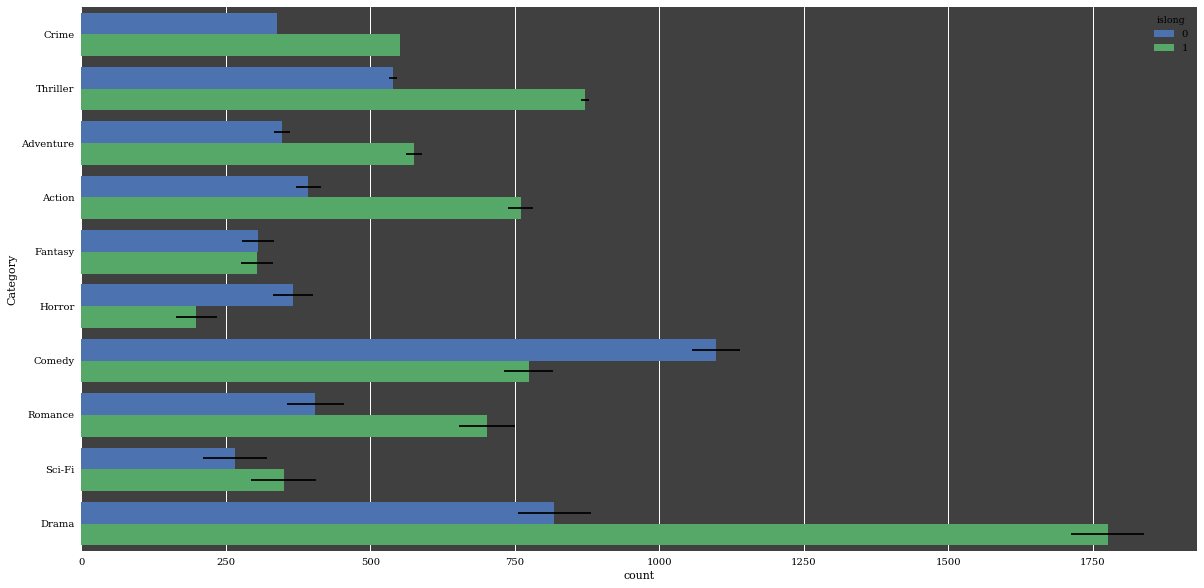 islong
0
1
Crime
Thriller
Adventure
Action
Fantasy
Horror
Comedy
Romance
Sci-Fi
Drama
Category
0 250 500 750 1000 1250 1500 1750
count